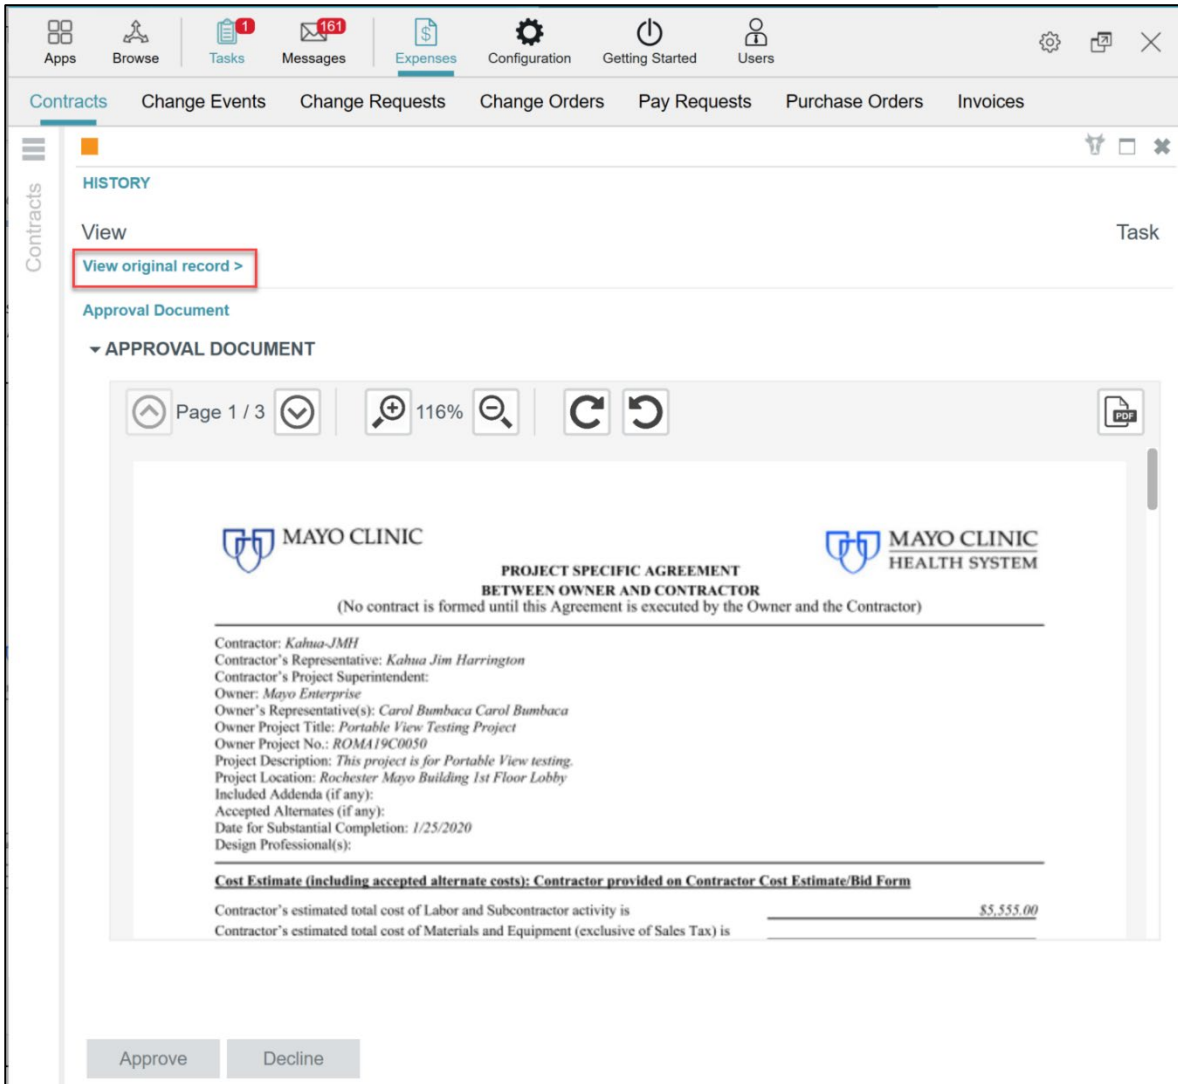 1 161
Apps Browse Tasks Messages Expenses Configuration Getting Started Users
Contracts Change Events Change Requests Change Orders Pay Requests Purchase Orders Invoices
Contracts
HISTORY
View Task
View original record >
Approval Document
APPROVAL DOCUMENT
Page 1 / 3 116% PDF
MAYO CLINIC MAYO CLINIC
HEALTH SYSTEM
PROJECT SPECIFIC AGREEMENT
BETWEEN OWNER AND CONTRACTOR
(No contract is formed until this Agreement is executed by the Owner and the Contractor)
Contractor: Kahua-JMH
Contractor's Representative: Kahua Jim Harrington
Contractor's Project Superintendent:
Owner: Mayo Enterprise
Owner's Representative(s): Carol Bumbaca Carol Bumbaca
Owner Project Title: Portable View Testing Project
Owner Project No.: ROMA19C0050
Project Description: This project is for Portable View testing.
Project Location: Rochester Mayo Building 1st Floor Lobby
Included Addenda (if any):
Accepted Alternates (if any):
Date for Substantial Completion: 1/25/2020
Design Professional(s):
Cost Estimate (including accepted alternate costs): Contractor provided on Contractor Cost Estimate/Bid Form
Contractor's estimated total cost of Labor and Subcontractor activity is $5,555.00
Contractor's estimated total cost of Materials and Equipment (exclusive of Sales Tax) is
Approve Decline